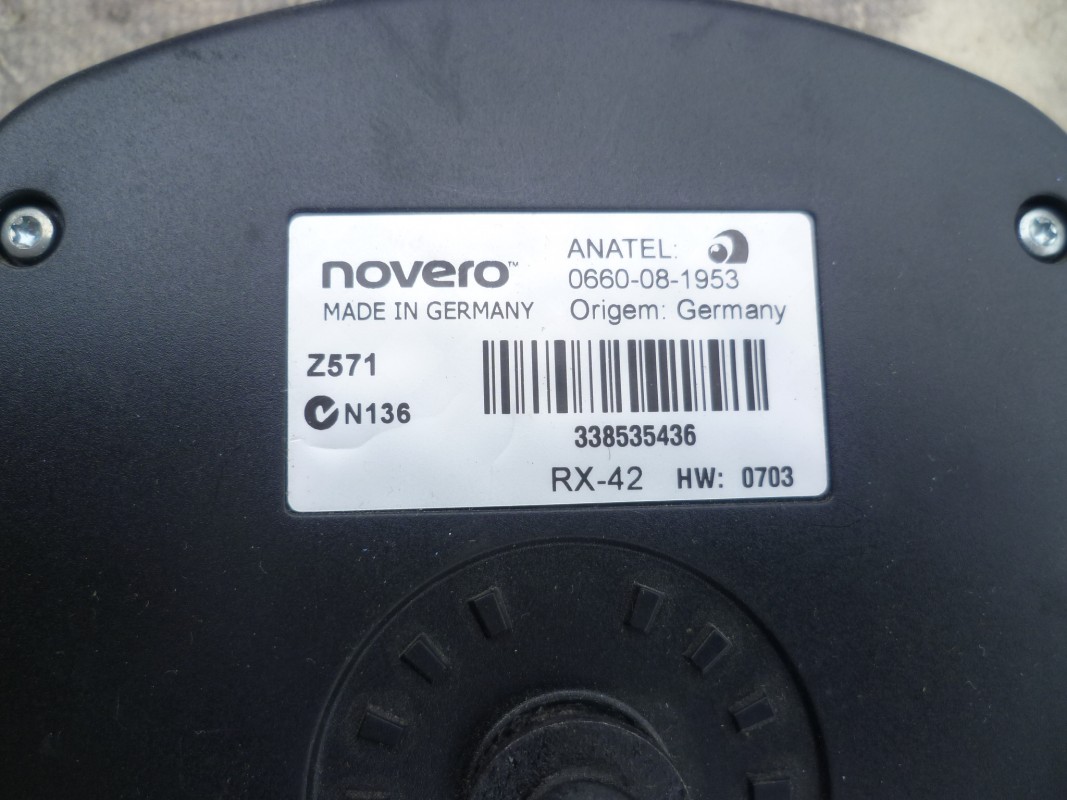 novero™
MADE IN GERMANY
ANATEL:
0660-08-1953
Origem: Germany
Z571
N136
338535436
RX-42 HW: 0703